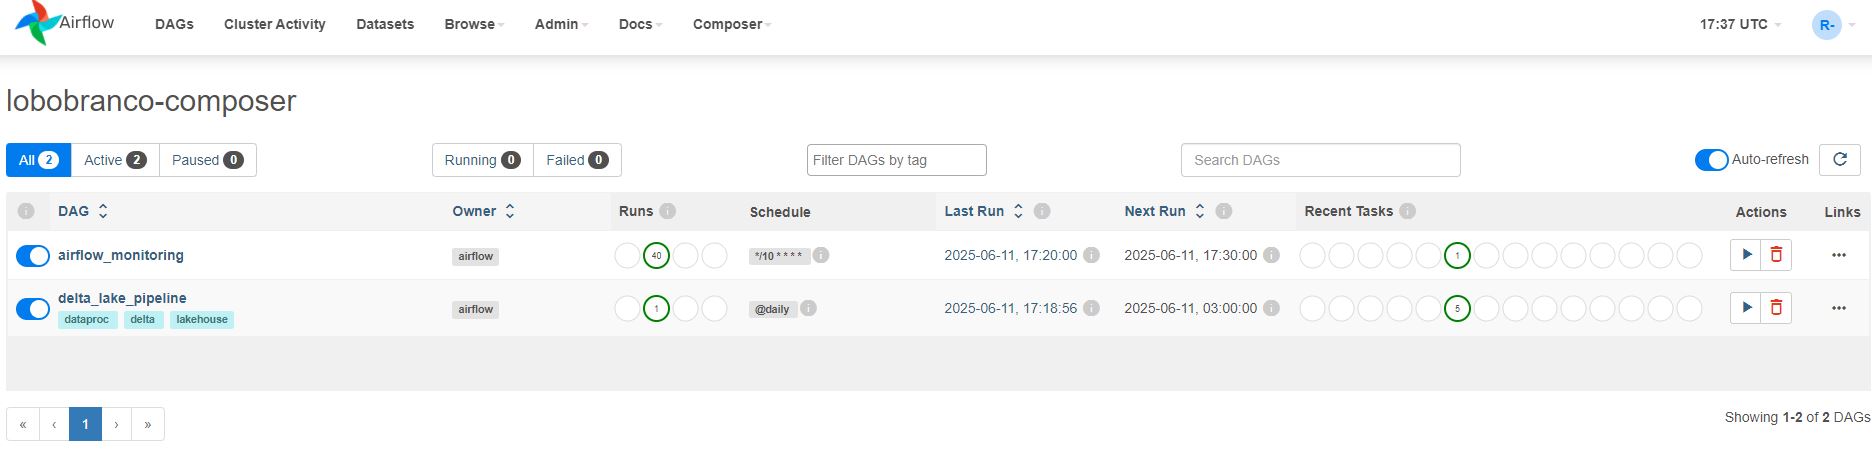 Airflow DAGs Cluster Activity Datasets Browse Admin Docs Composer 17:37 UTC R-
lobobranco-composer
All 2 Active 2 Paused 0 Running 0 Failed 0 Filter DAGs by tag Search DAGs Auto-refresh
i DAG Owner Runs i Schedule Last Run i Next Run i Recent Tasks i Actions Links
airflow_monitoring airflow 40 */10 * * * * i 2025-06-11, 17:20:00 i 2025-06-11, 17:30:00 i 1 ...
delta_lake_pipeline airflow 1 @daily i 2025-06-11, 17:18:56 i 2025-06-11, 03:00:00 i 5 ...
dataproc delta lakehouse
« ‹ 1 › » Showing 1-2 of 2 DAGs